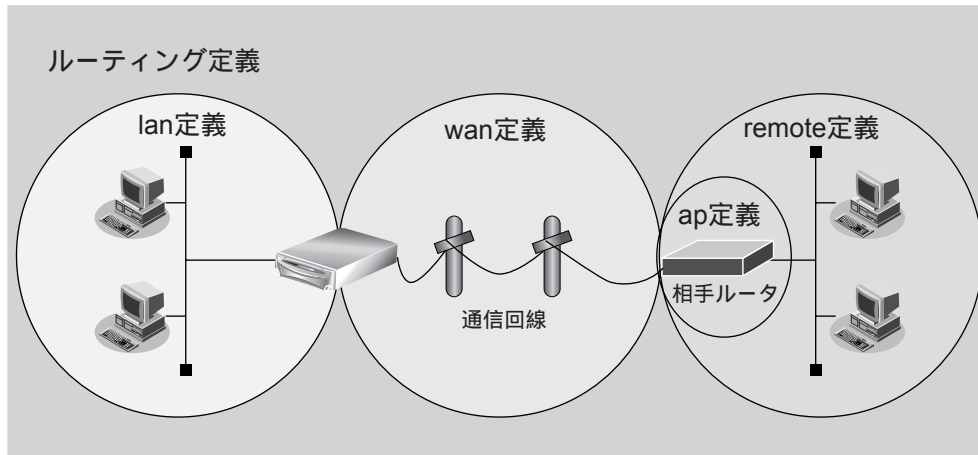 ルーティング定義
lan定義
wan定義
remote定義
ap定義
相手ルータ
通信回線